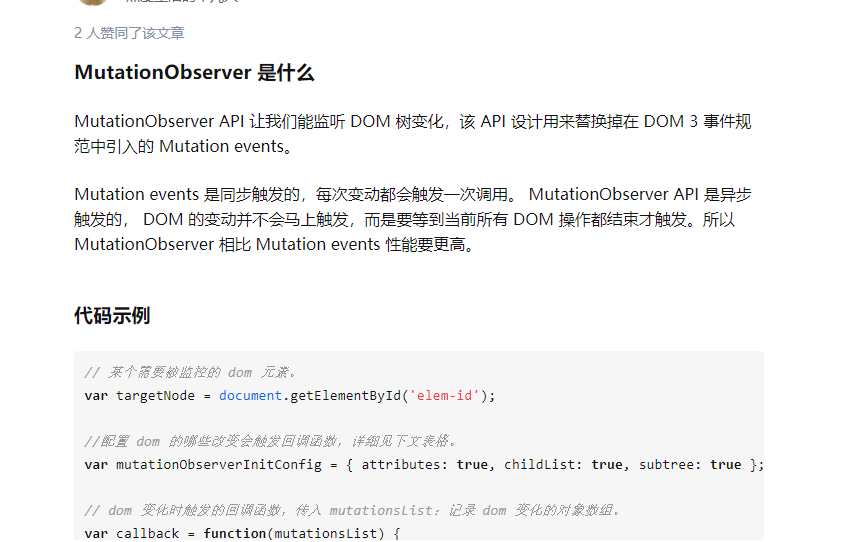 2 人赞同了该文章
MutationObserver 是什么
MutationObserver API 让我们能监听 DOM 树变化，该 API 设计用来替换掉在 DOM 3 事件规
范中引入的 Mutation events。
Mutation events 是同步触发的，每次变动都会触发一次调用。 MutationObserver API 是异步
触发的， DOM 的变动并不会马上触发，而是要等到当前所有 DOM 操作都结束才触发。所以
MutationObserver 相比 Mutation events 性能要更高。
代码示例
// 某个需要被监控的 dom 元素。
var targetNode = document.getElementById('elem-id');
//配置 dom 的哪些改变会触发回调函数，详细见下文表格。
var mutationObserverInitConfig = { attributes: true, childList: true, subtree: true };
// dom 变化时触发的回调函数，传入 mutationsList：记录 dom 变化的对象数组。
var callback = function(mutationsList) {